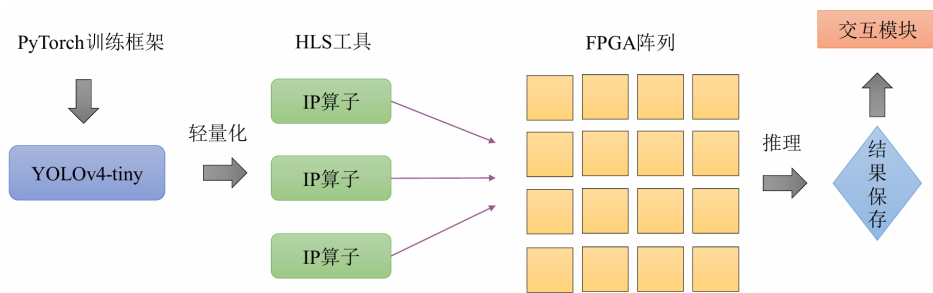 PyTorch训练框架
YOLOv4-tiny
轻量化
HLS工具
IP算子
IP算子
IP算子
FPGA阵列
推理
结果保存
交互模块